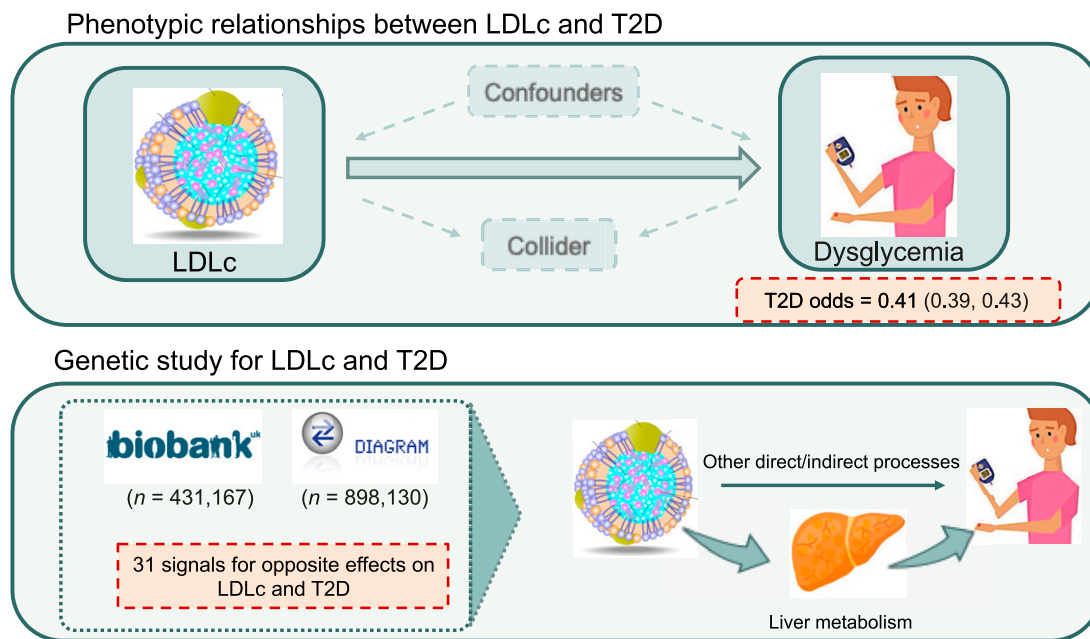 Phenotypic relationships between LDLc and T2D
Confounders
Collider
LDLc
Dysglycemia
T2D odds = 0.41 (0.39, 0.43)
Genetic study for LDLc and T2D
biobank uk
DIAGRAM
(n = 431,167)
(n = 898,130)
31 signals for opposite effects on
LDLc and T2D
Other direct/indirect processes
Liver metabolism